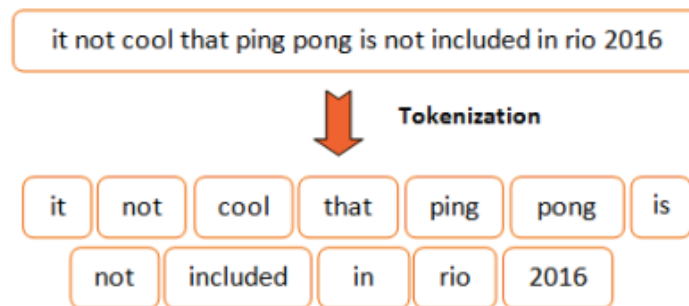 it not cool that ping pong is not included in rio 2016
Tokenization
it not cool that ping pong is
not included in rio 2016